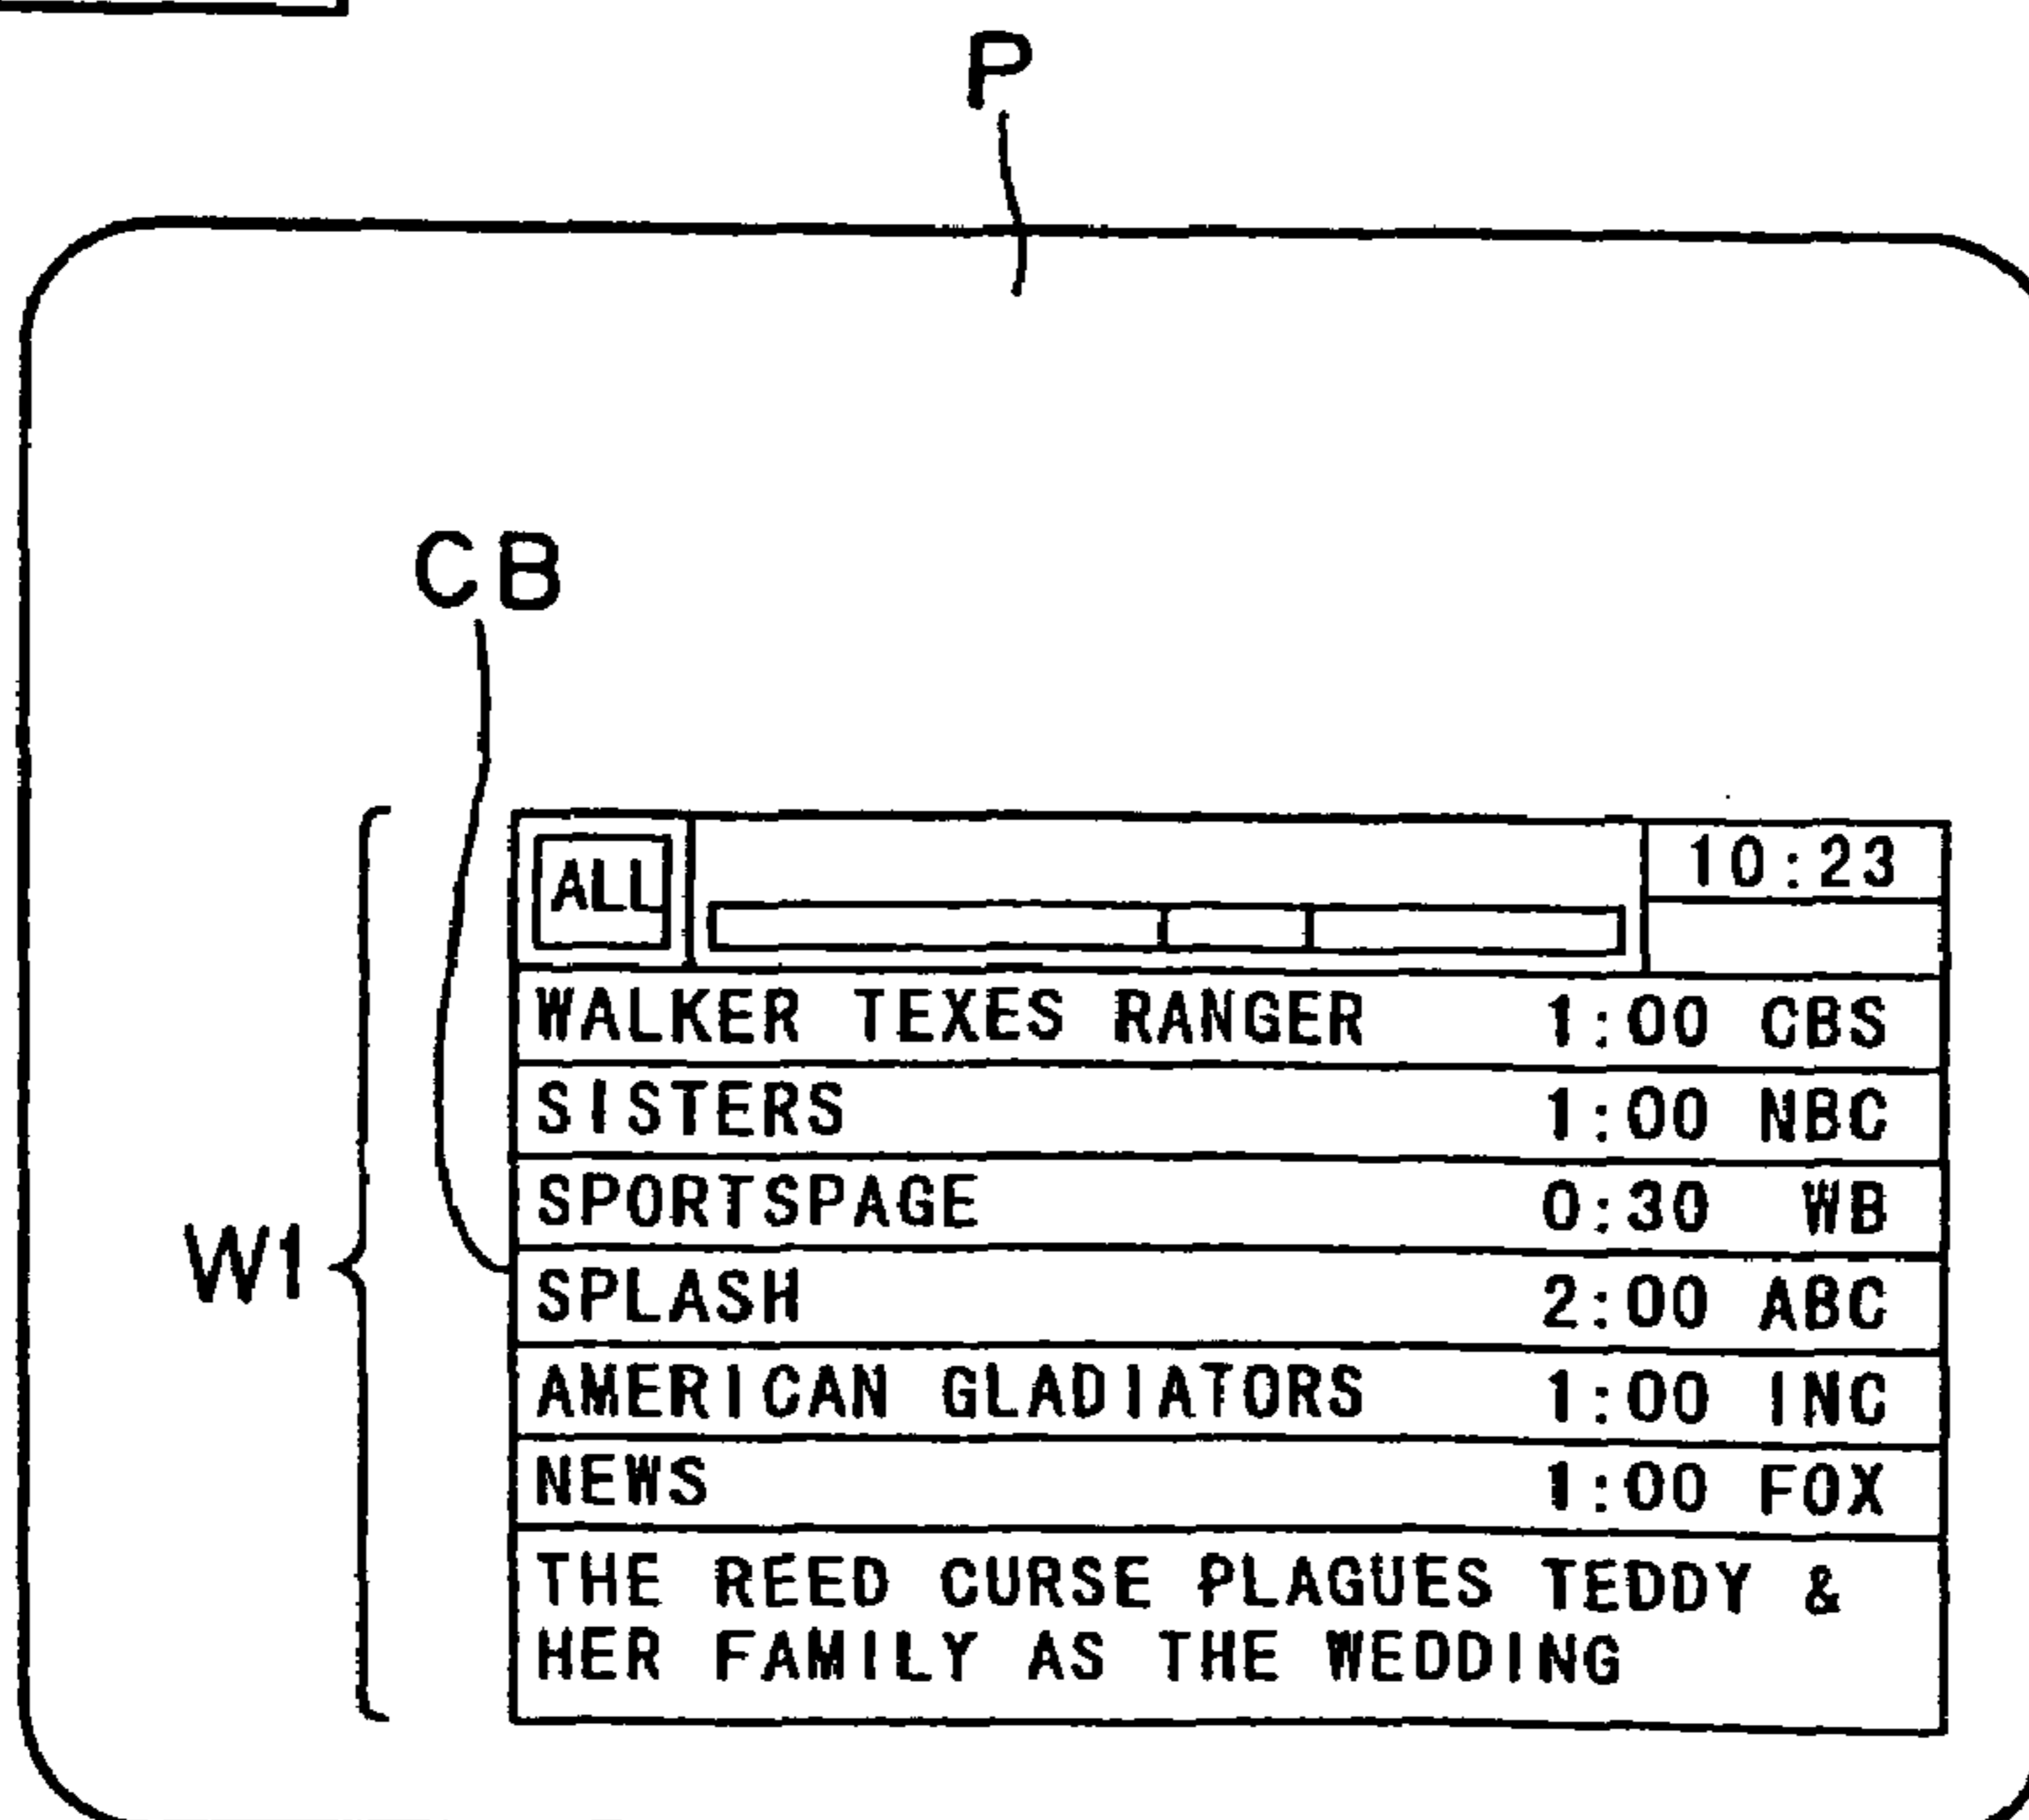 P
CB
W1
ALL
10:23
WALKER TEXES RANGER 1:00 CBS
SISTERS 1:00 NBC
SPORTSPAGE 0:30 WB
SPLASH 2:00 ABC
AMERICAN GLADIATORS 1:00 INC
NEWS 1:00 FOX
THE REED CURSE PLAGUES TEDDY &
HER FAMILY AS THE WEDDING